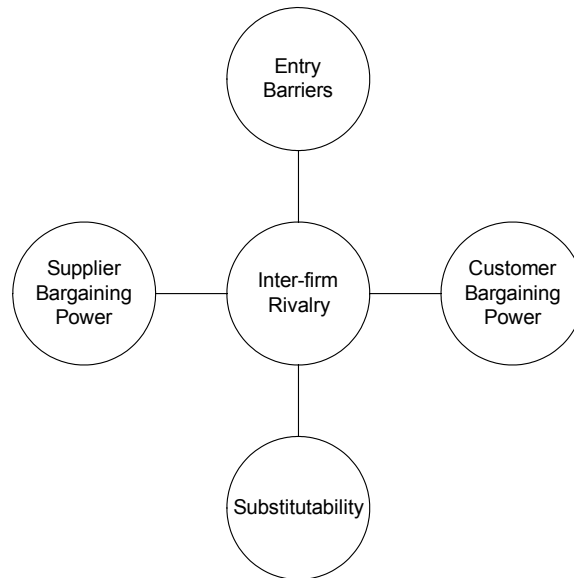 Entry
Barriers
Supplier
Bargaining
Power
Inter-firm
Rivalry
Customer
Bargaining
Power
Substitutability